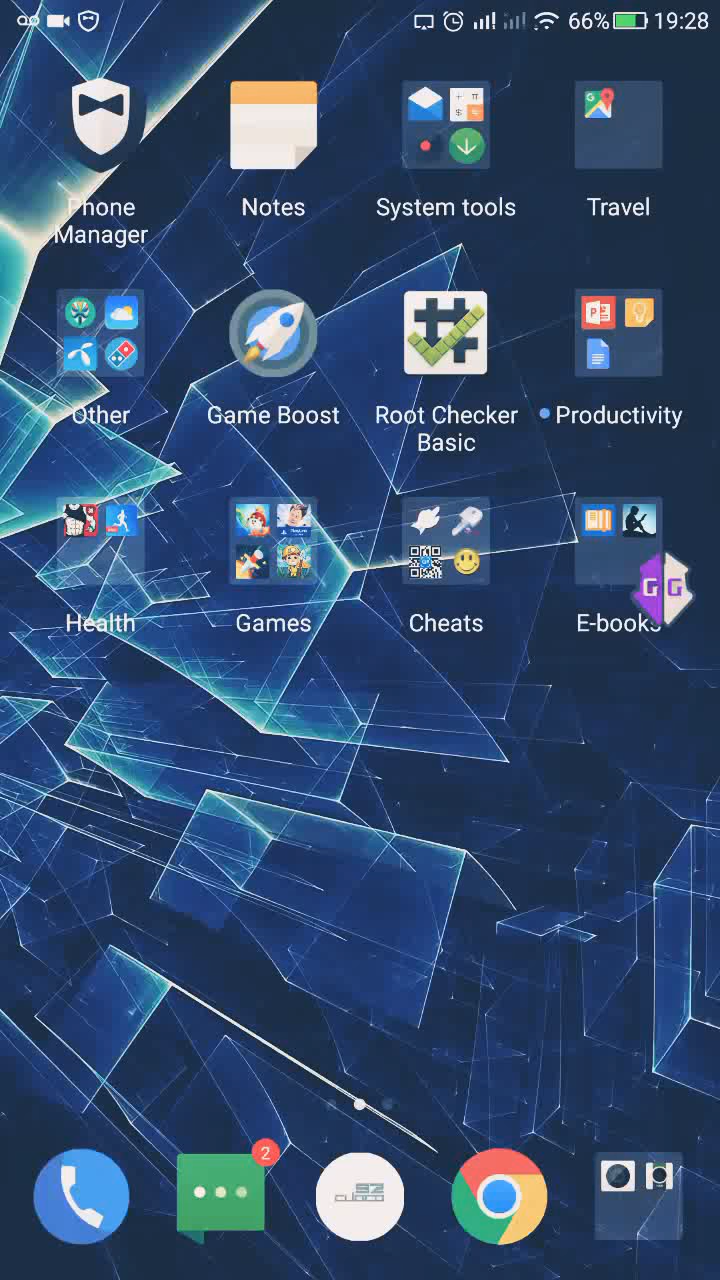 66% 19:28
Phone Manager
Notes
System tools
Travel
Other
Game Boost
Root Checker Basic
Productivity
Health
Games
Cheats
E-books
2